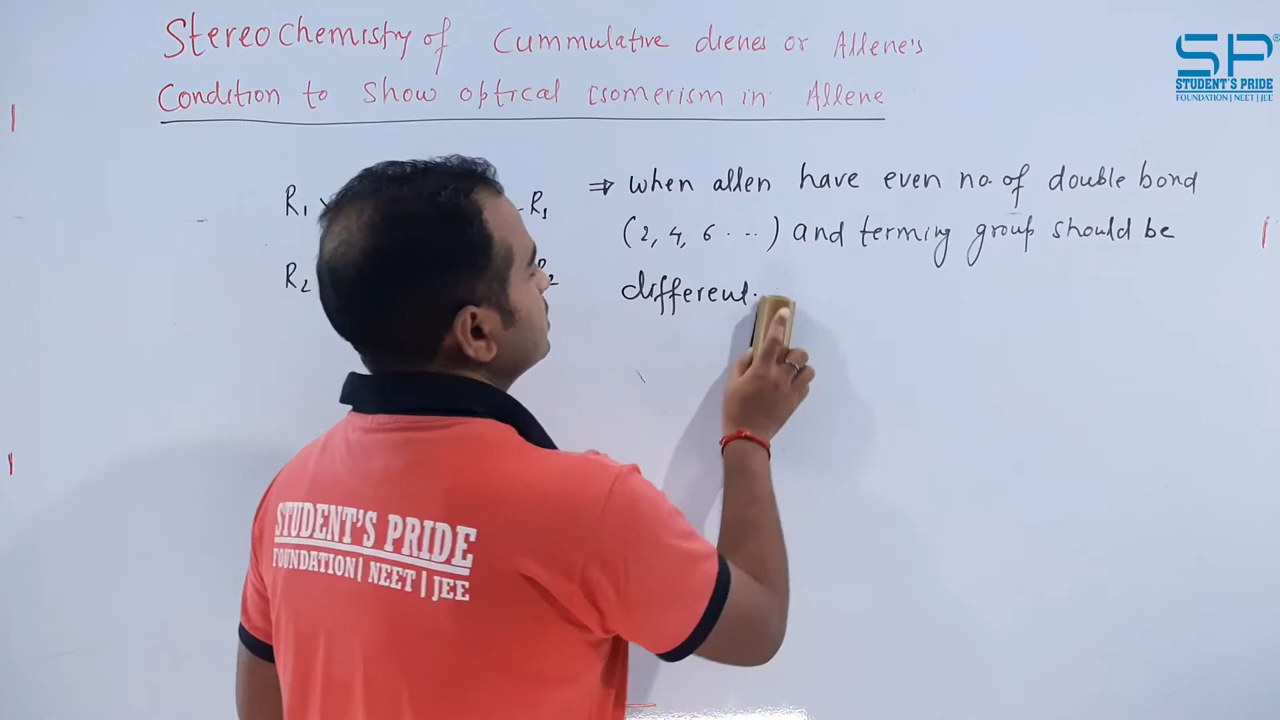 Stereochemistry of Cummulative dienes or Allene's
Condition to show optical isomerism in Allene
SP®
STUDENT'S PRIDE
FOUNDATION | NEET | JEE
R1 R1
R2
⇒ when allen have even no. of double bond
(2, 4, 6 ...) and terming group should be
different.
STUDENT'S PRIDE
FOUNDATION | NEET | JEE